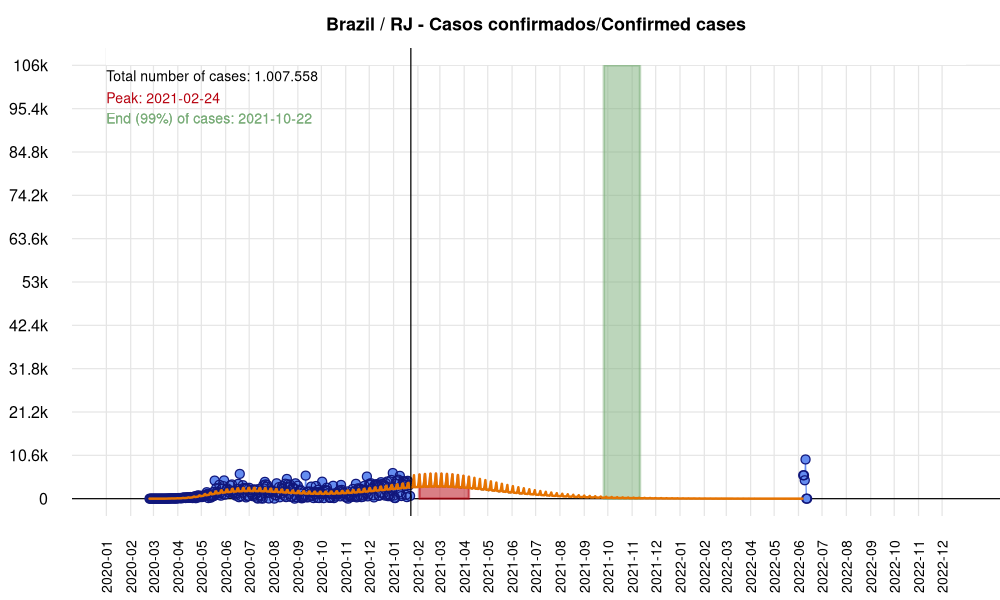 Brazil / RJ - Casos confirmados/Confirmed cases
106k
Total number of cases: 1.007.558
Peak: 2021-02-24
95.4k
End (99%) of cases: 2021-10-22
84.8k
74.2k
63.6k
53k
42.4k
31.8k
21.2k
10.6k
0
2020-01
2020-02
2020-03
2020-04
2020-05
2020-06
2020-07
2020-08
2020-09
2020-10
2020-11
2020-12
2021-01
2021-02
2021-03
2021-04
2021-05
2021-06
2021-07
2021-08
2021-09
2021-10
2021-11
2021-12
2022-02
2022-03
2022-04
2022-05
2022-06
2022-07
2022-08
2022-09
2022-10
2022-11
2022-12